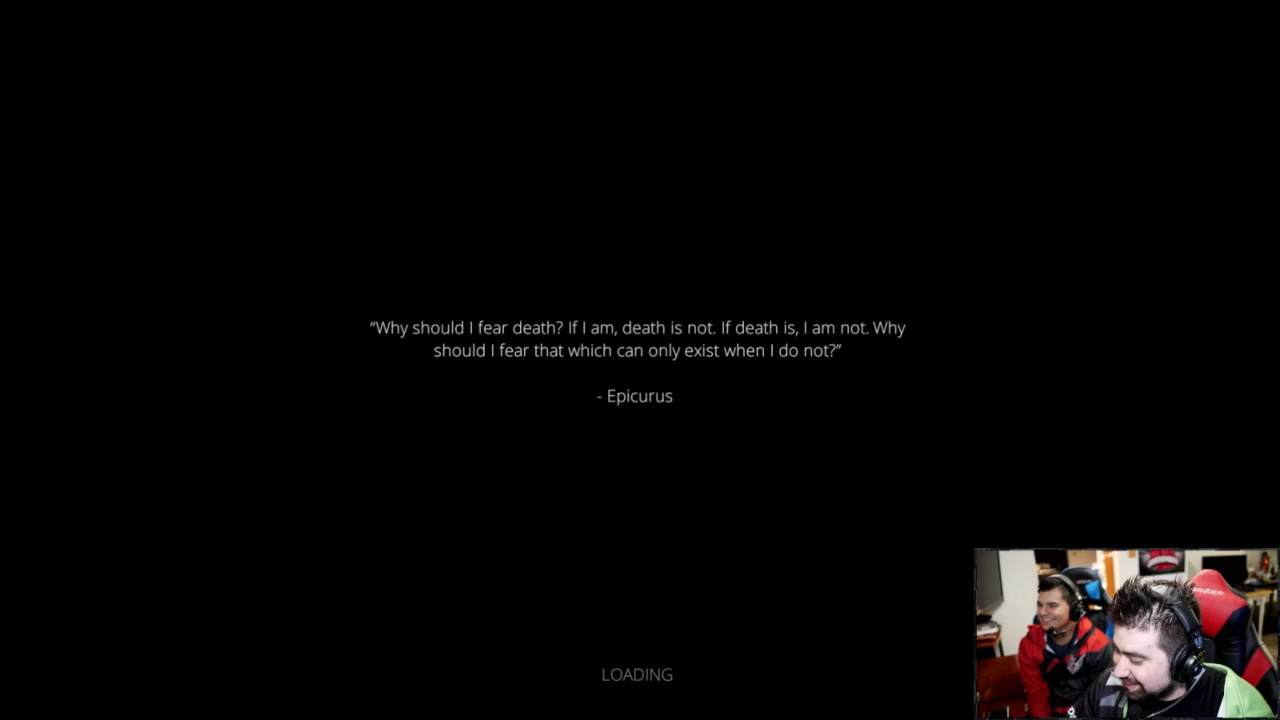 “Why should I fear death? If I am, death is not. If death is, I am not. Why
should I fear that which can only exist when I do not?”
- Epicurus
LOADING